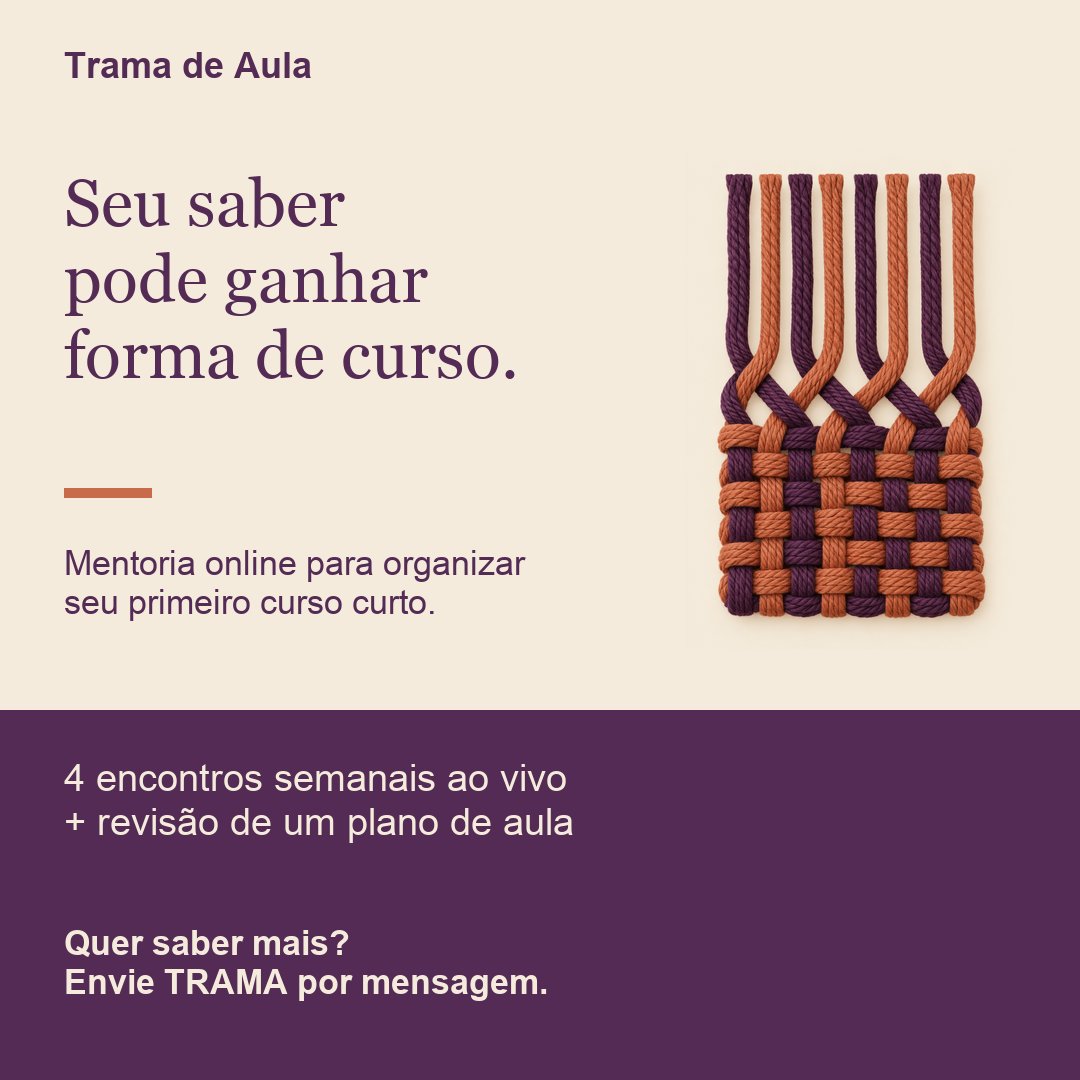 Trama de Aula
Seu saber
pode ganhar
forma de curso.
Mentoria online para organizar
seu primeiro curso curto.
4 encontros semanais ao vivo
+ revisão de um plano de aula
Quer saber mais?
Envie TRAMA por mensagem.